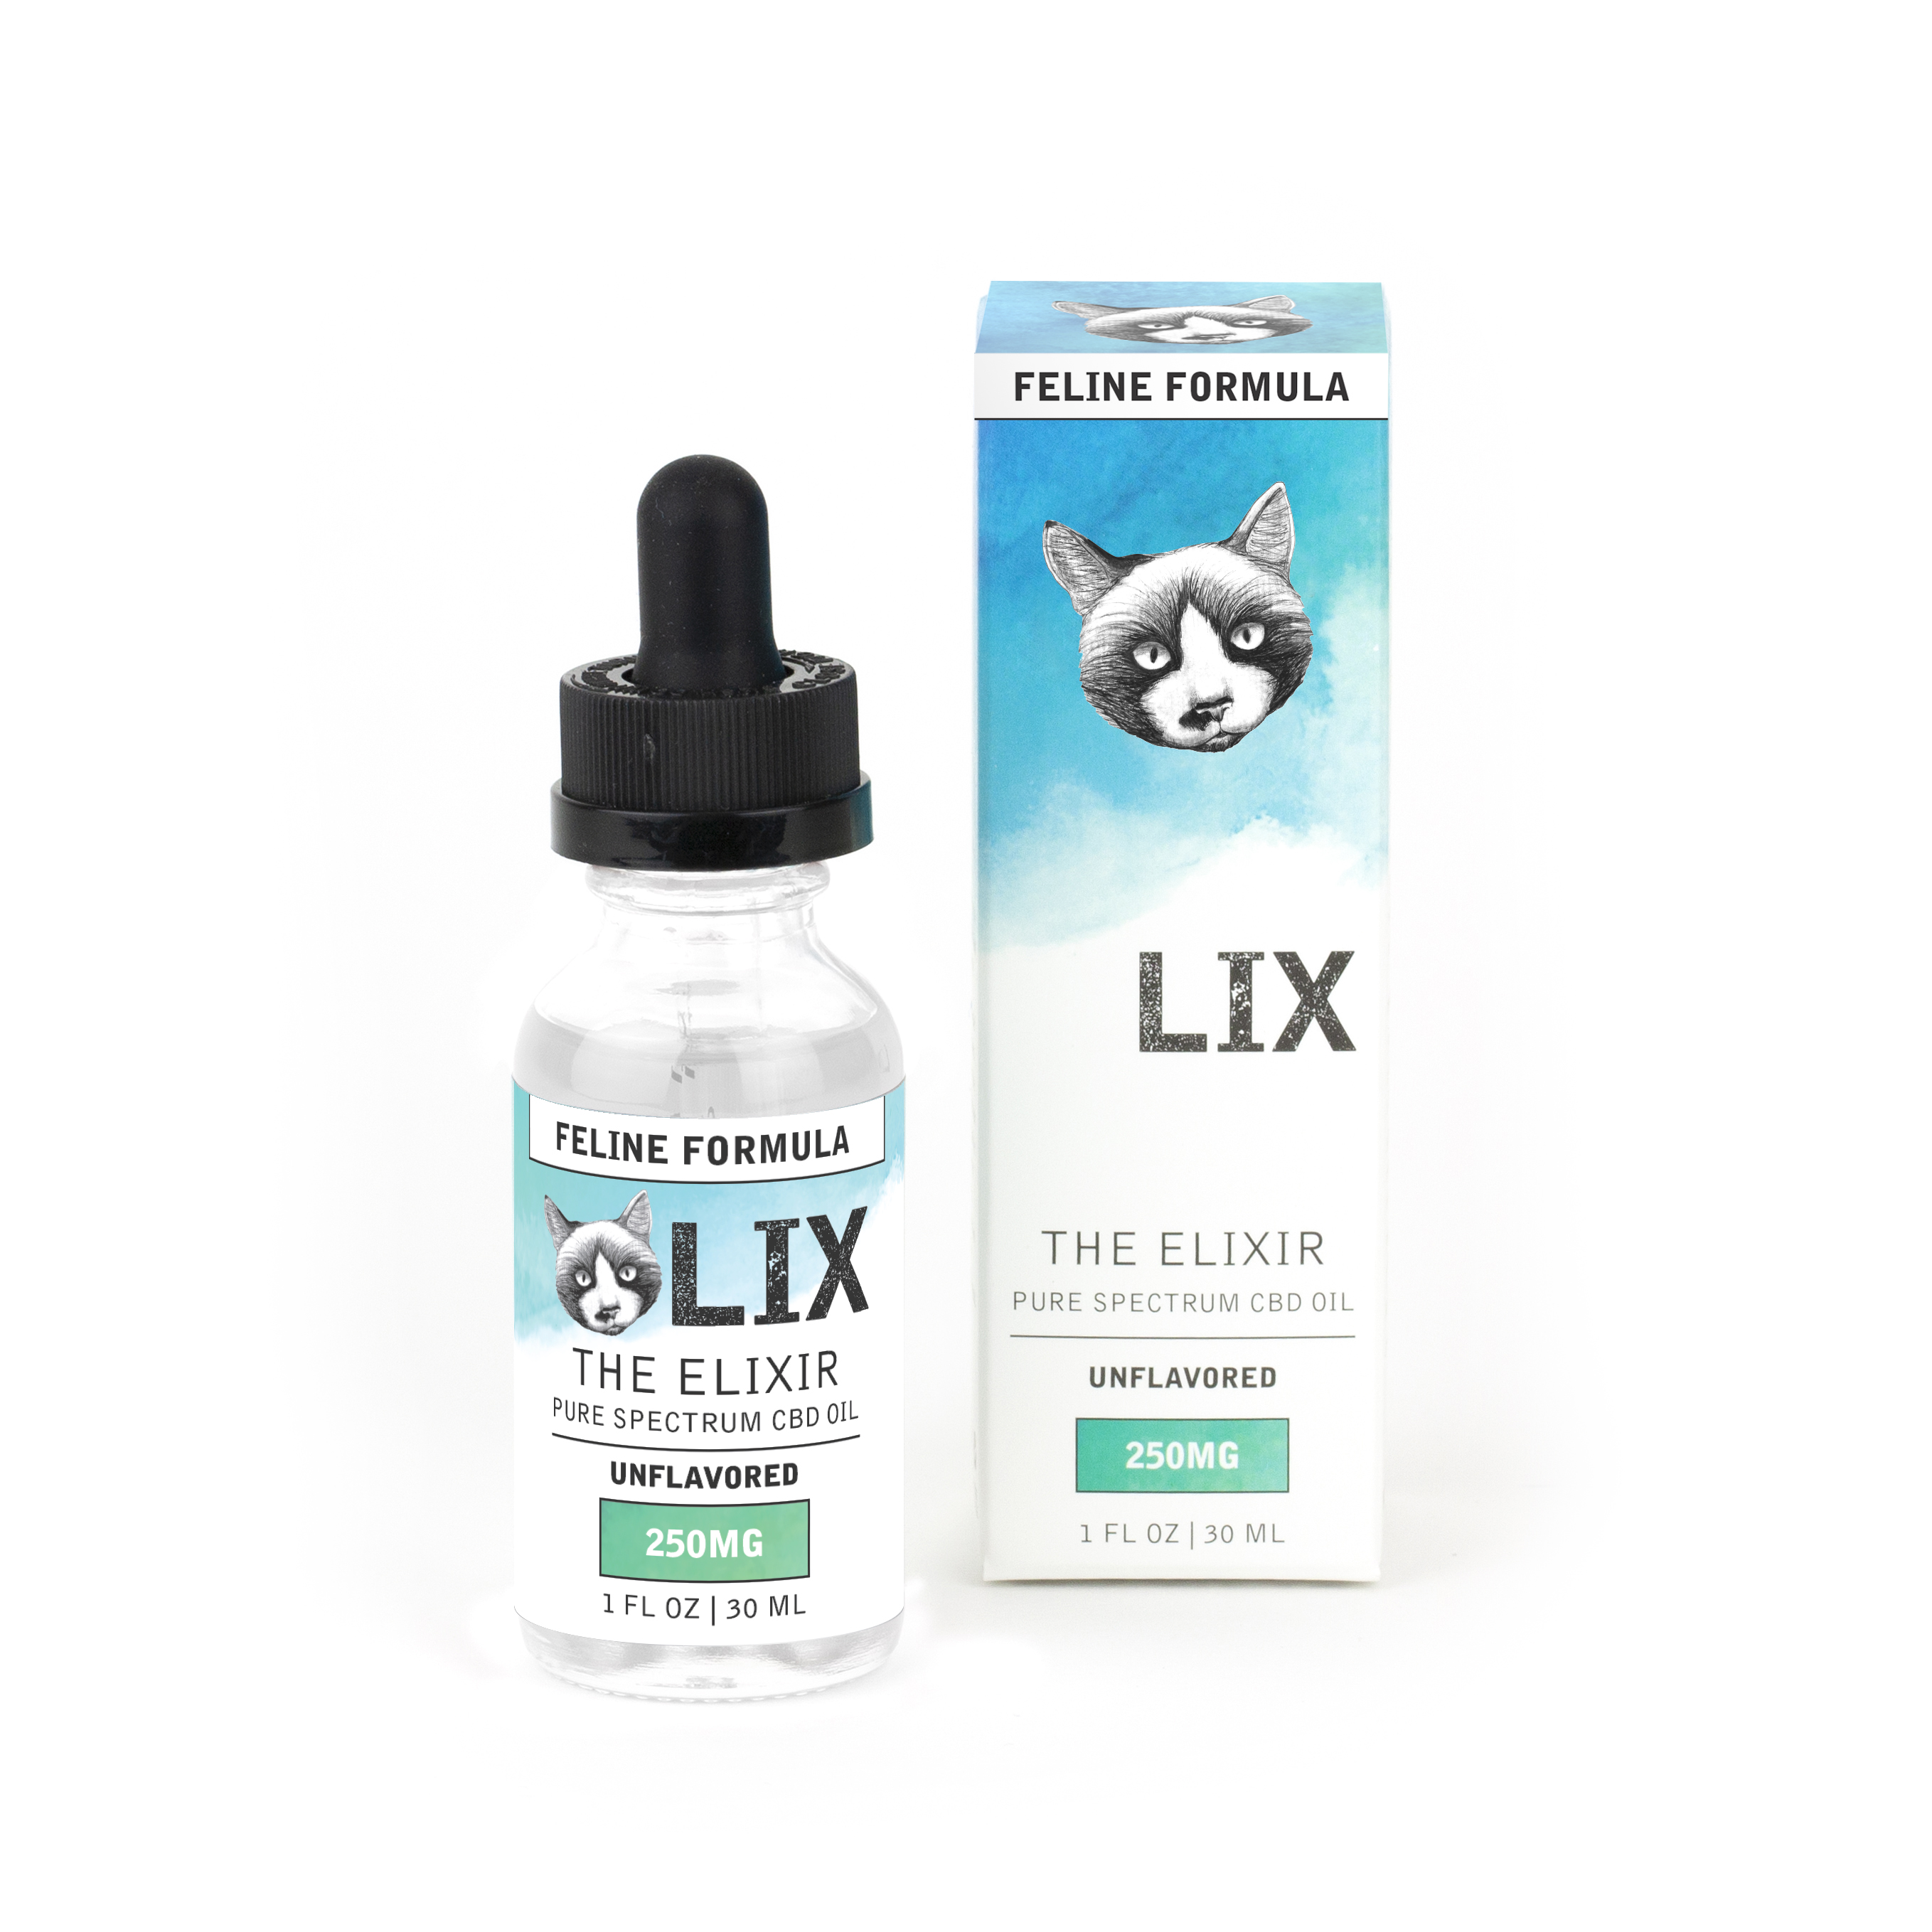 FELINE FORMULA
LIX
THE ELIXIR
PURE SPECTRUM CBD OIL
UNFLAVORED
250MG
1 FL OZ | 30 ML
FELINE FORMULA
LIX
THE ELIXIR
PURE SPECTRUM CBD OIL
UNFLAVORED
250MG
1 FL OZ | 30 ML